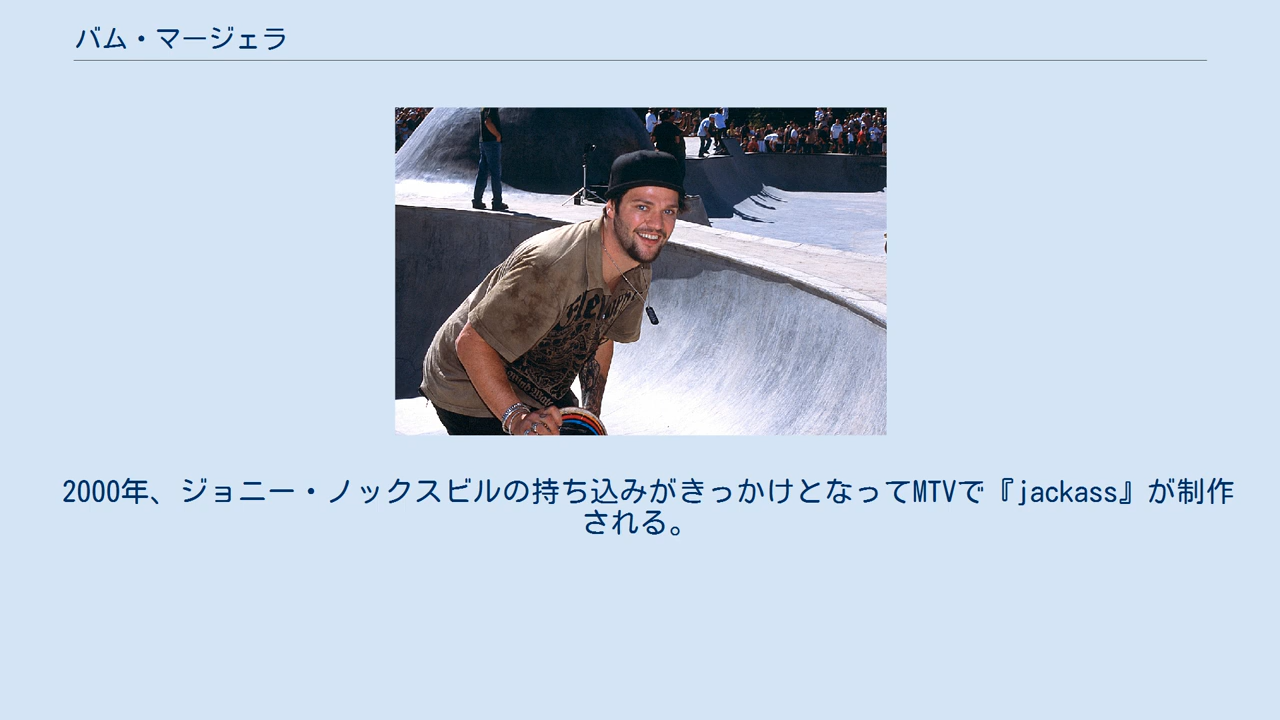 バム・マージェラ
2000年、ジョニー・ノックスビルの持ち込みがきっかけとなってMTVで『jackass』が制作
される。